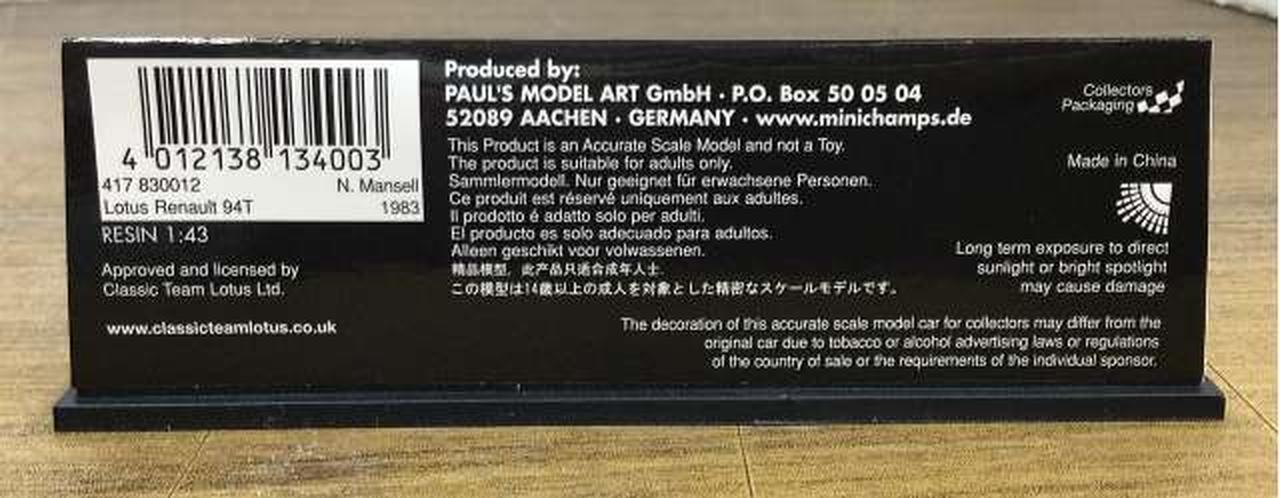 4 012138 134003
417 830012 N. Mansell
Lotus Renault 94T 1983
RESIN 1:43
Approved and licensed by
Classic Team Lotus Ltd.
www.classicteamlotus.co.uk
Produced by:
PAUL'S MODEL ART GmbH · P.O. Box 50 05 04
52089 AACHEN · GERMANY · www.minichamps.de
This Product is an Accurate Scale Model and not a Toy.
The product is suitable for adults only.
Sammlermodell. Nur geeignet für erwachsene Personen.
Ce produit est réservé uniquement aux adultes.
Il prodotto é adatto solo per adulti.
El producto es solo adecuado para adultos.
Alleen geschikt voor volwassenen.
精品模型, 此产品只适合成年人士.
この模型は14歳以上の成人を対象とした精密なスケールモデルです。
Collectors
Packaging
Made in China
Long term exposure to direct
sunlight or bright spotlight
may cause damage
The decoration of this accurate scale model car for collectors may differ from the
original car due to tobacco or alcohol advertising laws or regulations
of the country of sale or the requirements of the individual sponsor.